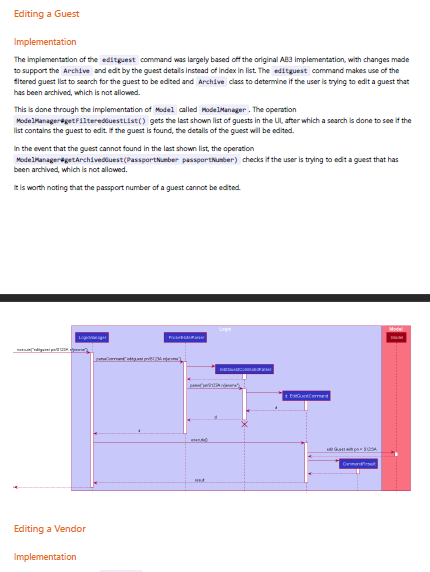 Editing a Guest
Implementation
The implementation of the editguest command was largely based off the original AB3 implementation, with changes made
to support the Archive and edit by the guest details instead of index in list. The editguest command makes use of the
filtered guest list to search for the guest to be edited and Archive class to determine if the user is trying to edit a guest that
has been archived, which is not allowed.
This is done through the implementation of Model called ModelManager. The operation
ModelManager#getFilteredGuestList() gets the last shown list of guests in the UI, after which a search is done to see if the
list contains the guest to edit. If the guest is found, the details of the guest will be edited.
In the event that the guest cannot found in the last shown list, the operation
ModelManager#getArchivedGuest(PassportNumber passportNumber) checks if the user is trying to edit a guest that has
been archived, which is not allowed.
It is worth noting that the passport number of a guest cannot be edited.
Logic
Model
:LogicManager
:Model
execute("editguest pn/S123A n/jerome")
parseCommand("editguest pn/S123A n/jerome")
parse("pn/S123A n/jerome")
d
execute()
edit Guest with pn = S123A
:CommandResult
result
Editing a Vendor
Implementation